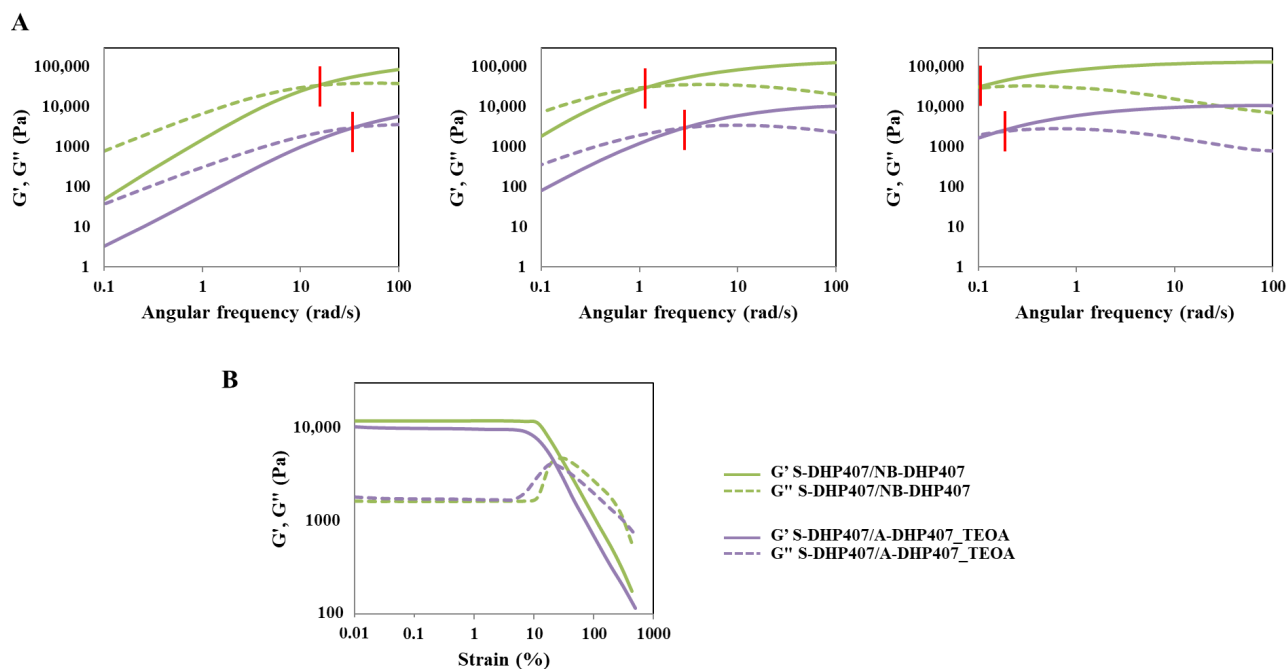 A
100,000
10,000
1000
100
10
1
G', G" (Pa)
0.1 1 10 100
Angular frequency (rad/s)
100,000
10,000
1000
100
10
1
G', G" (Pa)
0.1 1 10 100
Angular frequency (rad/s)
100,000
10,000
1000
100
10
1
G', G" (Pa)
0.1 1 10 100
Angular frequency (rad/s)
B
10,000
1000
100
G', G" (Pa)
0.01 0.1 1 10 100 1000
Strain (%)
G’ S-DHP407/NB-DHP407
G" S-DHP407/NB-DHP407
G’ S-DHP407/A-DHP407_TEOA
G" S-DHP407/A-DHP407_TEOA